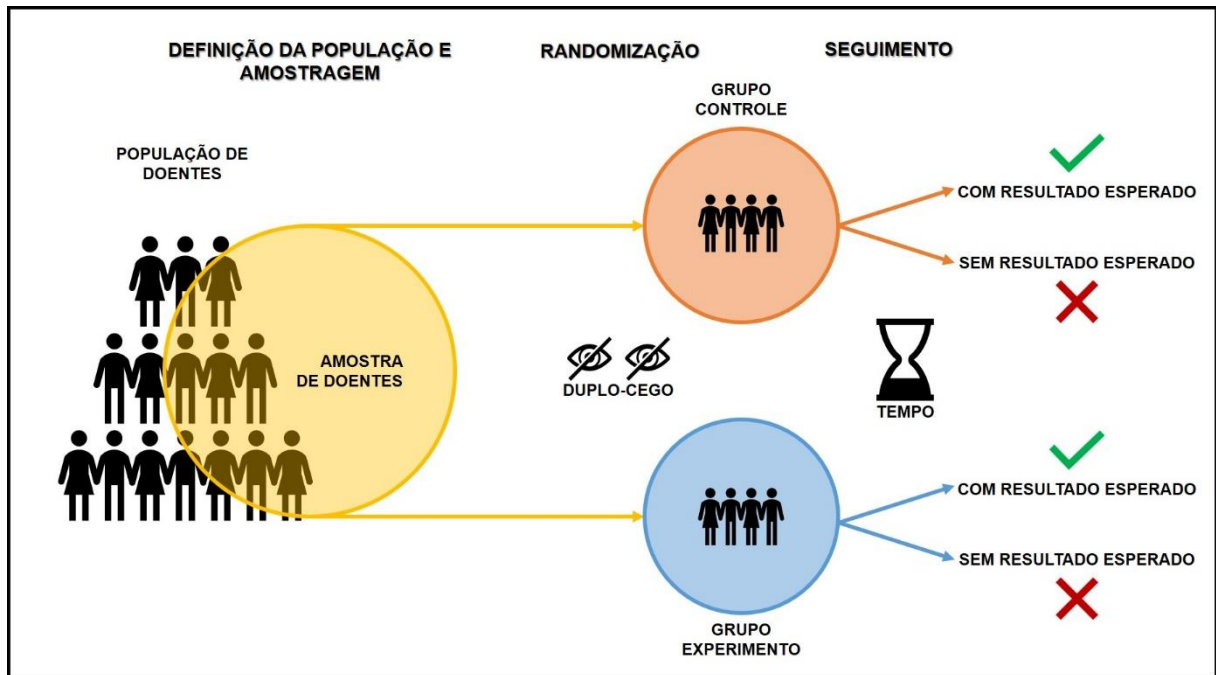 DEFINIÇÃO DA POPULAÇÃO E
AMOSTRAGEM
RANDOMIZAÇÃO
SEGUIMENTO
POPULAÇÃO DE
DOENTES
AMOSTRA
DE DOENTES
GRUPO
CONTROLE
COM RESULTADO ESPERADO
SEM RESULTADO ESPERADO
DUPLO-CEGO
TEMPO
COM RESULTADO ESPERADO
SEM RESULTADO ESPERADO
GRUPO
EXPERIMENTO